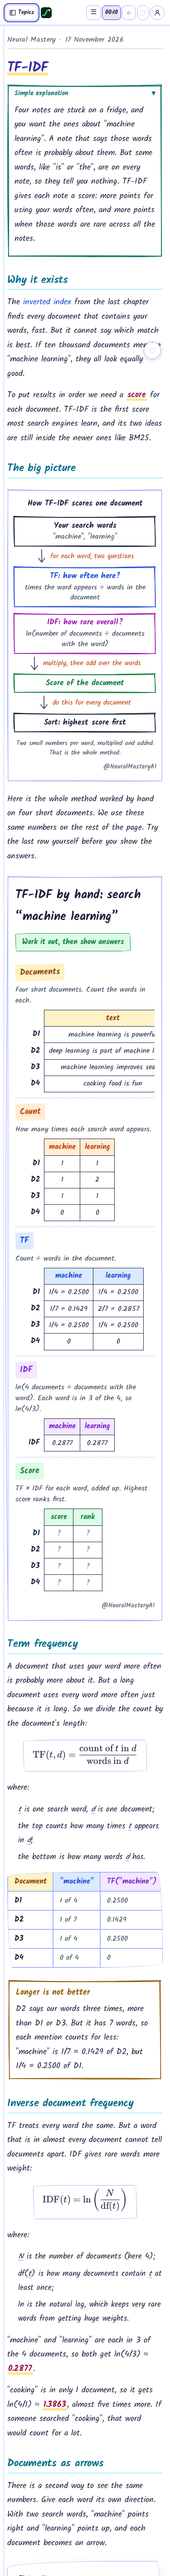 Topics
00:10
Neural Mastery · 17 November 2026
TF-IDF
Simple explanation
Four notes are stuck on a fridge, and
you want the ones about "machine
learning". A note that says those words
often is probably about them. But some
words, like "is" or "the", are on every
note, so they tell you nothing. TF-IDF
gives each note a score: more points for
using your words often, and more points
when those words are rare across all the
notes.
Why it exists
The inverted index from the last chapter
finds every document that contains your
words, fast. But it cannot say which match
is best. If ten thousand documents
"machine learning", they all look equally
good.
To put results in order we need a score for
each document. TF-IDF is the first score
most search engines learn, and its two ideas
are still inside the newer ones like BM25.
The big picture
How TF-IDF scores one document
Your search words
"machine", "learning"
for each word, two questions
TF: how often here?
times the word appears ÷ words in the
document
IDF: how rare overall?
ln(number of documents ÷ documents
with the word)
multiply, then add over the words
Score of the document
do this for every document
Sort: highest score first
Two small numbers per word, multiplied and added.
That is the whole method.
@NeuralMasteryAI
Here is the whole method worked by hand
on four short documents. We use these
same numbers on the rest of the page. Try
the last row yourself before you show the
answers.
TF-IDF by hand: search
“machine learning”
Work it out, then show answers
Documents
Four short documents. Count the words in
each.
text
D1 machine learning is powerfu
D2 deep learning is part of machine l
D3 machine learning improves sea
D4 cooking food is fun
Count
How many times each search word appears.
machine learning
D1 1 1
D2 1 2
D3 1 1
D4 0 0
TF
Count ÷ words in the document.
machine learning
D1 1/4 = 0.2500 1/4 = 0.2500
D2 1/7 = 0.1429 2/7 = 0.2857
D3 1/4 = 0.2500 1/4 = 0.2500
D4 0 0
IDF
ln(4 documents ÷ documents with the
word). Each word is in 3 of the 4, so
ln(4/3).
machine learning
IDF 0.2877 0.2877
Score
TF × IDF for each word, added up. Highest
score ranks first.
score rank
D1 ? ?
D2 ? ?
D3 ? ?
D4 ? ?
@NeuralMasteryAI
Term frequency
A document that uses your word more often
is probably more about it. But a long
document uses every word more often just
because it is long. So we divide the count by
the document's length:
TF(t, d) = count of t in d / words in d
where:
t is one search word, d is one document;
the top counts how many times t appears
in d;
the bottom is how many words d has.
Document "machine" TF("machine")
D1 1 of 4 0.2500
D2 1 of 7 0.1429
D3 1 of 4 0.2500
D4 0 of 4 0
Longer is not better
D2 says our words three times, more
than D1 or D3. But it has 7 words, so
each mention counts for less:
"machine" is 1/7 = 0.1429 of D2, but
1/4 = 0.2500 of D1.
Inverse document frequency
TF treats every word the same. But a word
that is in almost every document cannot tell
documents apart. IDF gives rare words more
weight:
IDF(t) = ln ( N / df(t) )
where:
N is the number of documents (here 4);
df(t) is how many documents contain t at
least once;
ln is the natural log, which keeps very rare
words from getting huge weights.
"machine" and "learning" are each in 3 of
the 4 documents, so both get ln(4/3) ≈
0.2877.
"cooking" is in only 1 document, so it gets
ln(4/1) ≈ 1.3863, almost five times more. If
someone searched "cooking", that word
would count for a lot.
Documents as arrows
There is a second way to see the same
numbers. Give each word its own direction.
With two search words, "machine" points
right and "learning" points up, and each
document becomes an arrow.